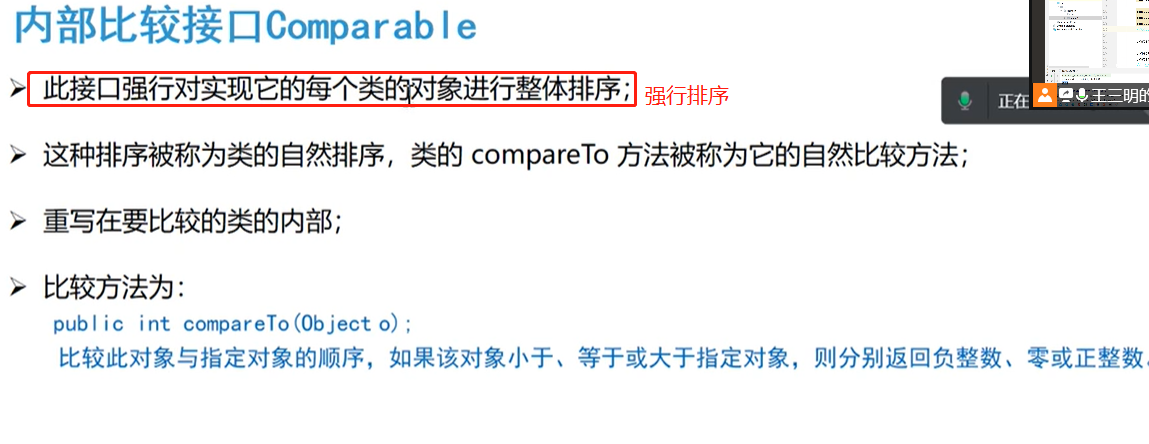 内部比较接口Comparable
此接口强行对实现它的每个类的对象进行整体排序；
强行排序
正在
王三明的
这种排序被称为类的自然排序，类的 compareTo 方法被称为它的自然比较方法；
重写在要比较的类的内部；
比较方法为：
public int compareTo(Object o);
比较此对象与指定对象的顺序，如果该对象小于、等于或大于指定对象，则分别返回负整数、零或正整数